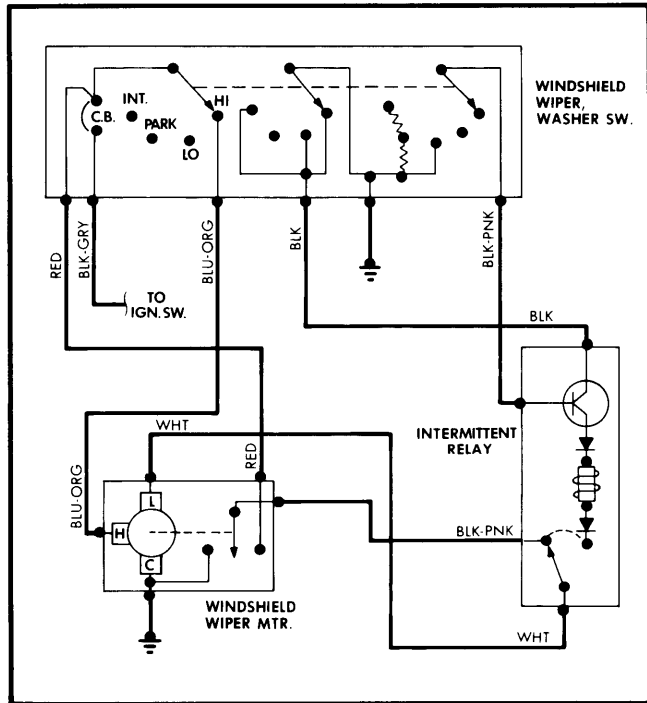 WINDSHIELD
WIPER,
WASHER SW.
INT.
HI
C.B.
PARK
LO
RED
BLK-GRY
BLU-ORG
BLK
BLK-PNK
TO
IGN. SW.
BLK
WHT
INTERMITTENT
RELAY
RED
BLU-ORG
L
H
C
BLK-PNK
WINDSHIELD
WIPER MTR.
WHT